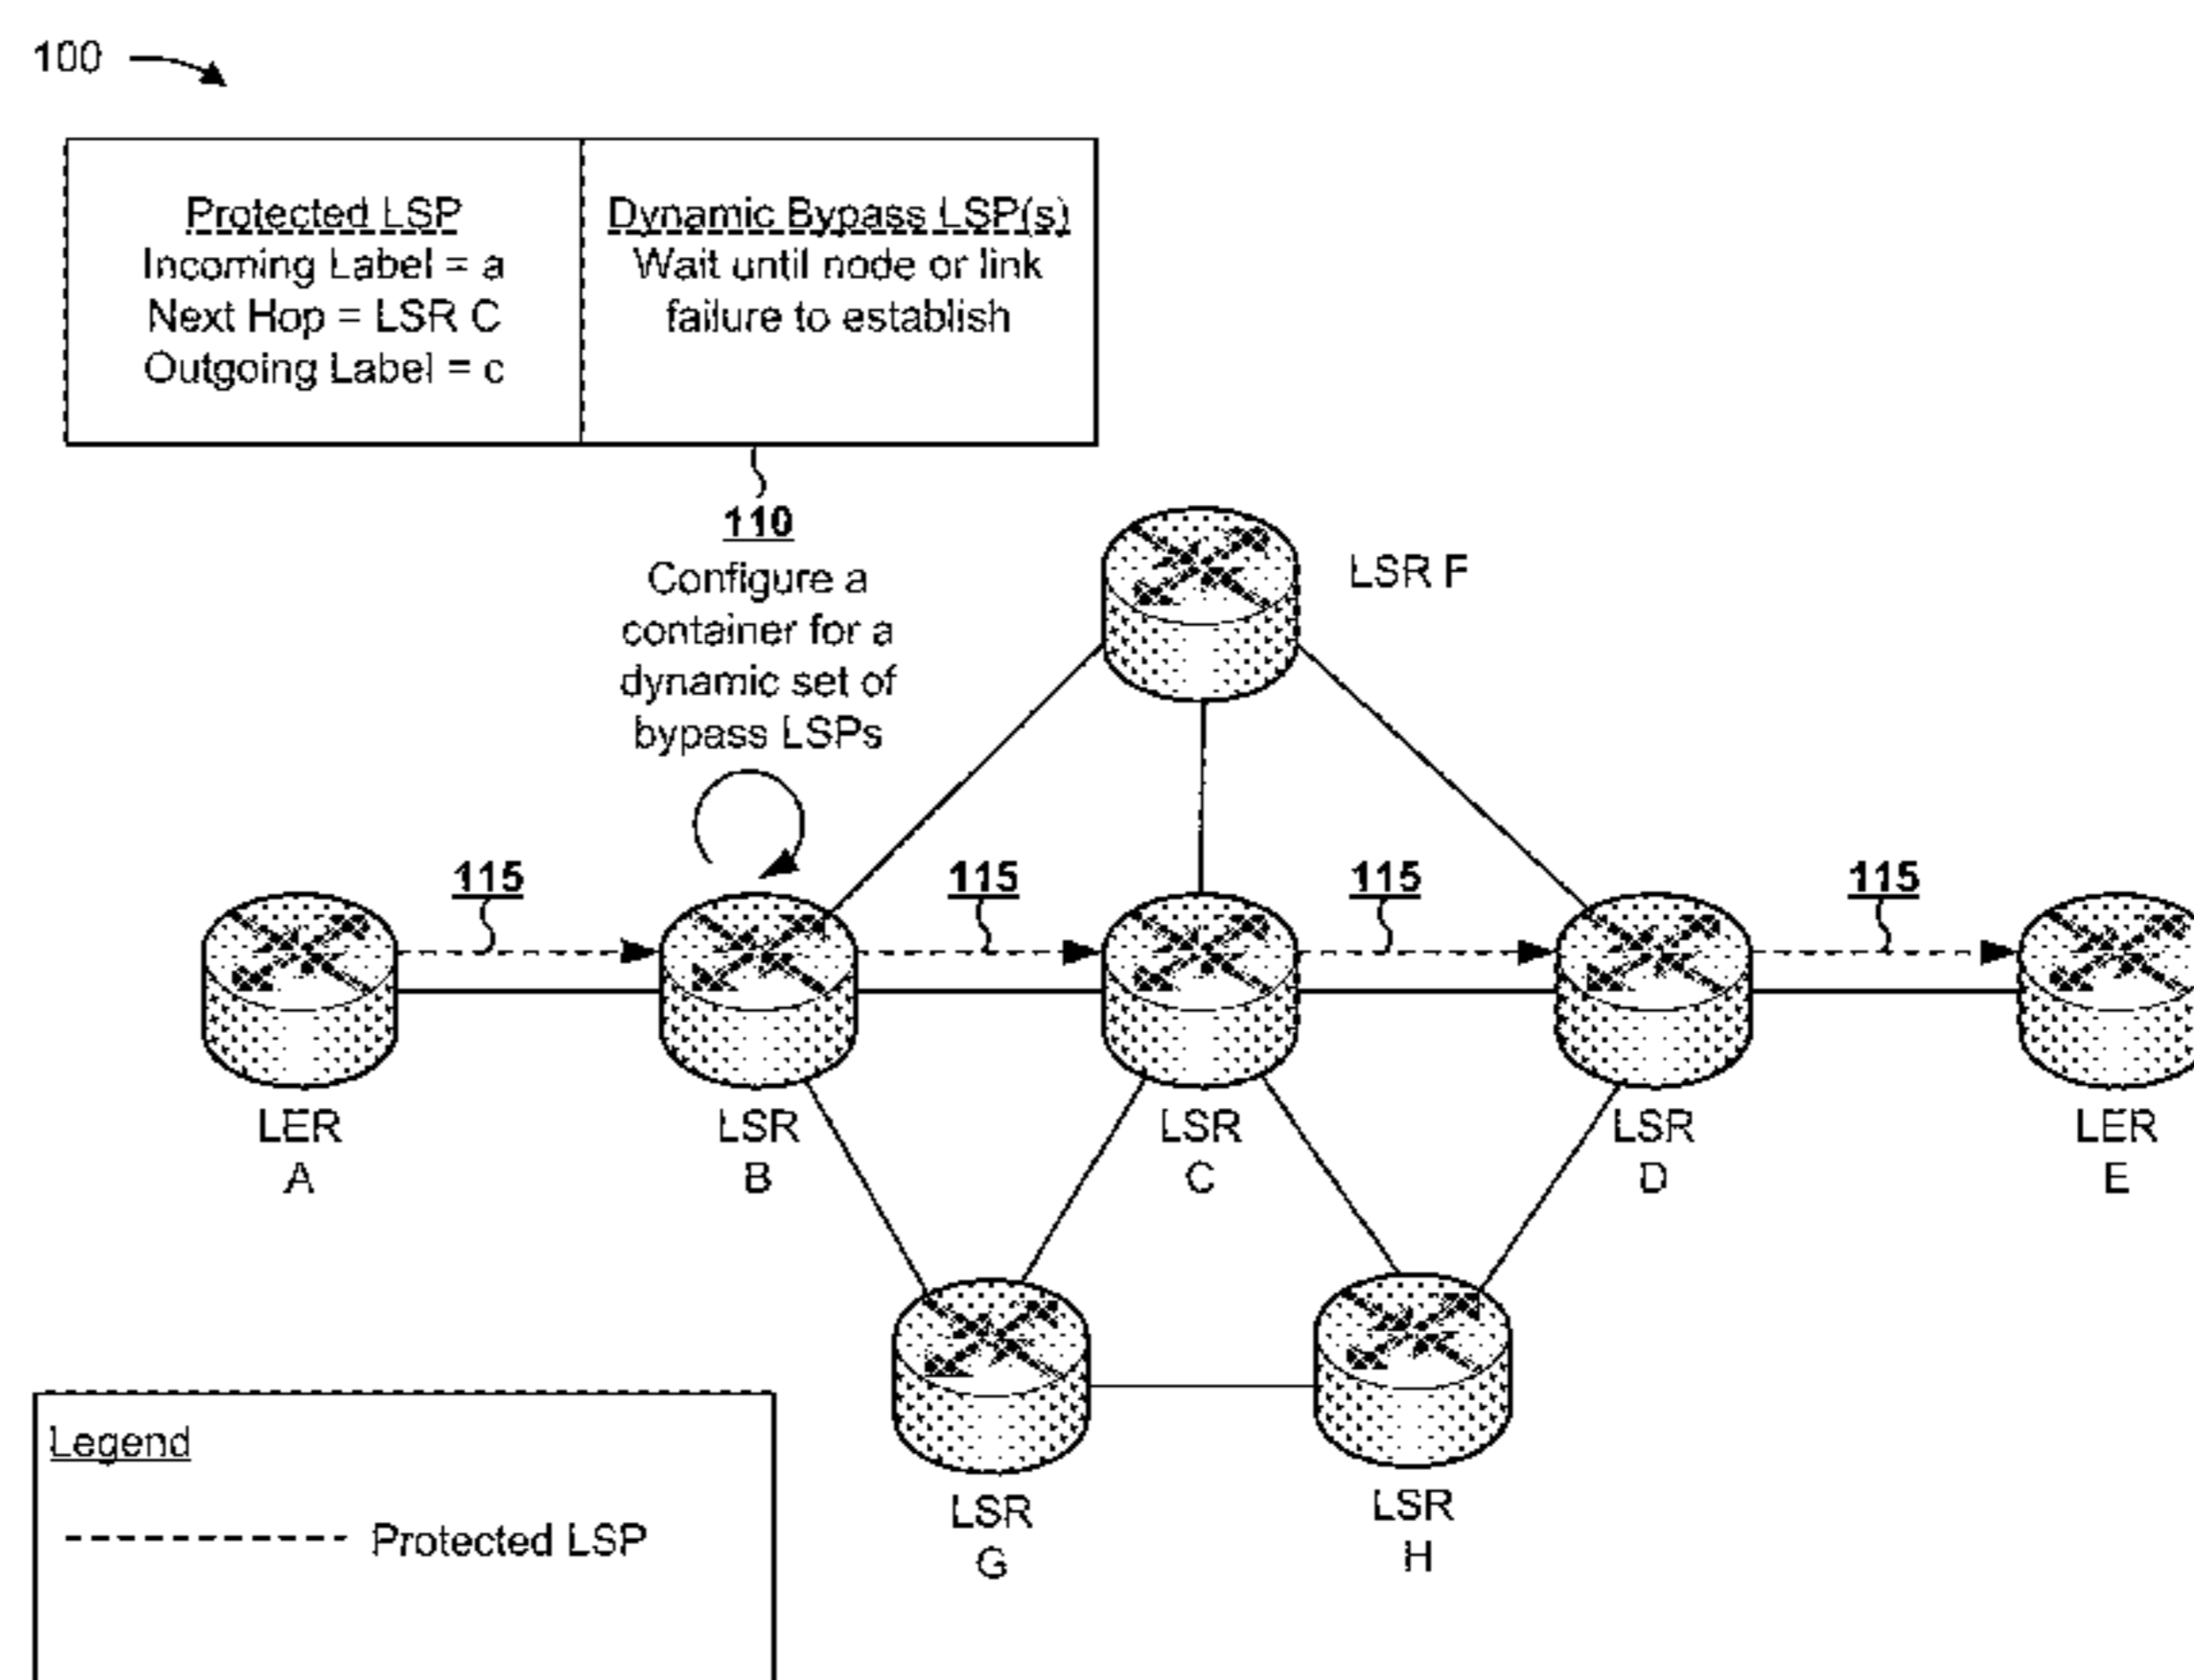 100
Protected LSP
Incoming Label = a
Next Hop = LSR C
Outgoing Label = c
Dynamic Bypass LSP(s)
Wait until node or link
failure to establish
110
Configure a
container for a
dynamic set of
bypass LSPs
LSR F
115
115
115
115
LER
A
LSR
B
LSR
C
LSR
D
LER
E
LSR
G
LSR
H
Legend
Protected LSP